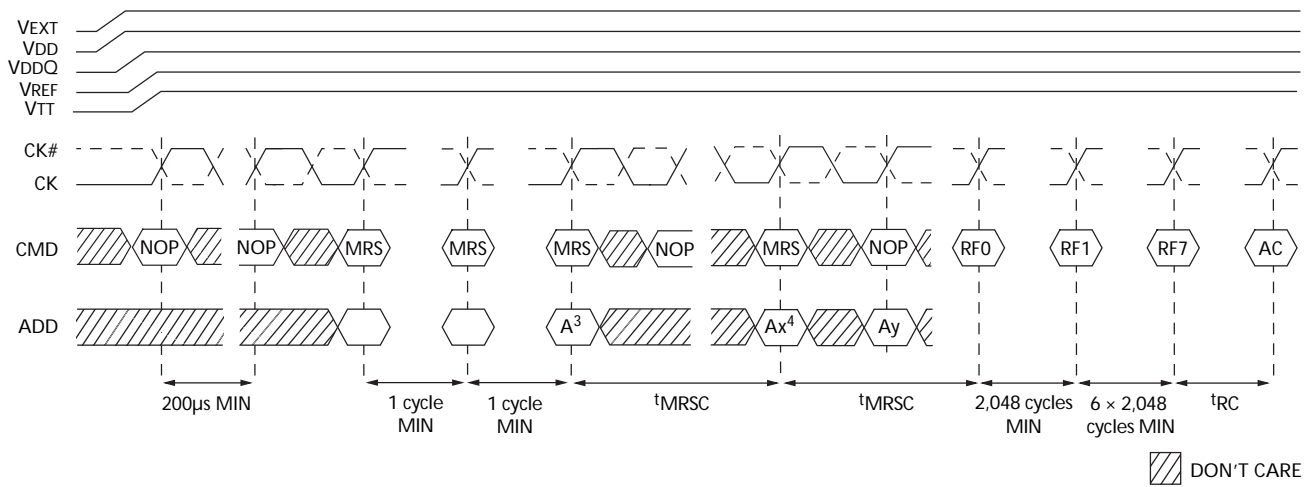 VEXT
VDD
VDDQ
VREF
VTT
CK#
CK
CMD NOP NOP MRS MRS MRS NOP MRS NOP RF0 RF1 RF7 AC
ADD A³ Ax⁴ Ay
200µs MIN
1 cycle
MIN
1 cycle
MIN
ᵗMRSC
ᵗMRSC
2,048 cycles
MIN
6 × 2,048
cycles MIN
ᵗRC
DON'T CARE